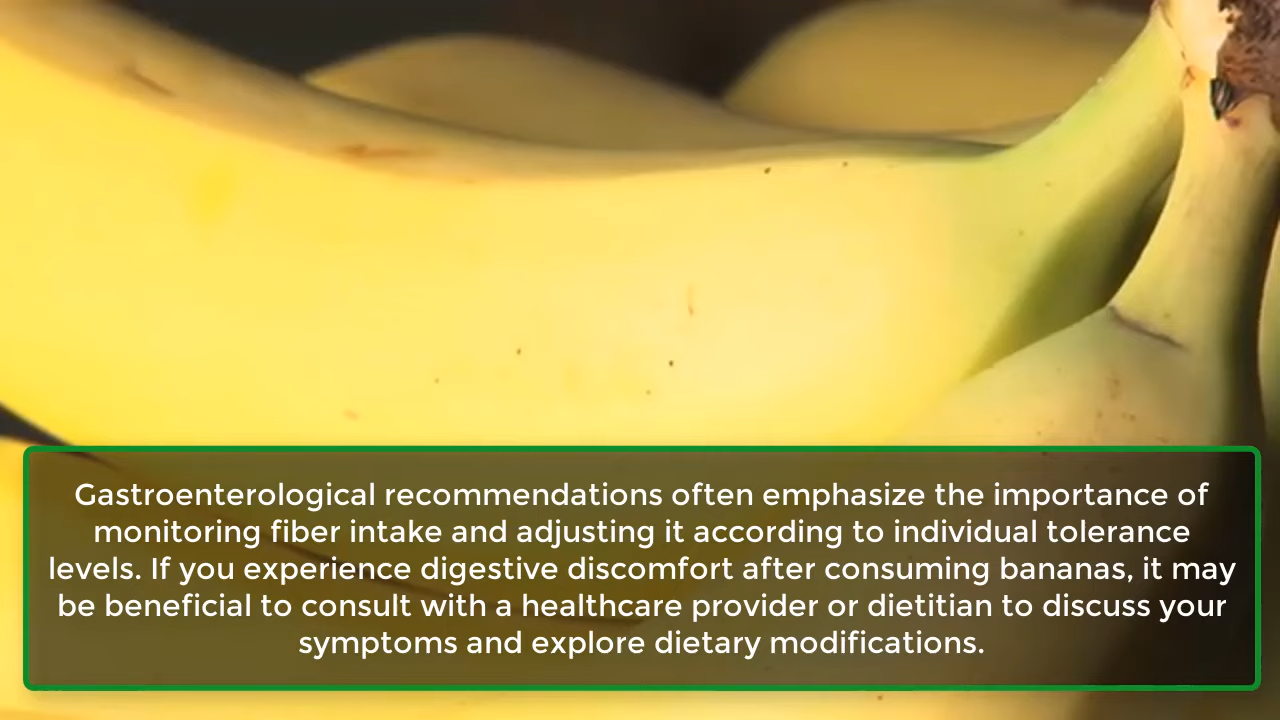 Gastroenterological recommendations often emphasize the importance of
monitoring fiber intake and adjusting it according to individual tolerance
levels. If you experience digestive discomfort after consuming bananas, it may
be beneficial to consult with a healthcare provider or dietitian to discuss your
symptoms and explore dietary modifications.